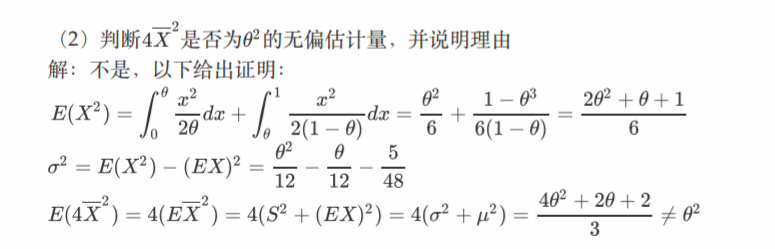 （2）判断$4\overline{X}^2$是否为$\theta^2$的无偏估计量，并说明理由
解：不是，以下给出证明：
$E(X^2) = \int_0^\theta \frac{x^2}{2\theta}dx + \int_\theta^1 \frac{x^2}{2(1-\theta)}dx = \frac{\theta^2}{6} + \frac{1-\theta^3}{6(1-\theta)} = \frac{2\theta^2+\theta+1}{6}$
$\sigma^2 = E(X^2) - (EX)^2 = \frac{\theta^2}{12} - \frac{\theta}{12} - \frac{5}{48}$
$E(4\overline{X}^2) = 4(E\overline{X}^2) = 4(S^2 + (EX)^2) = 4(\sigma^2 + \mu^2) = \frac{4\theta^2+2\theta+2}{3} \neq \theta^2$